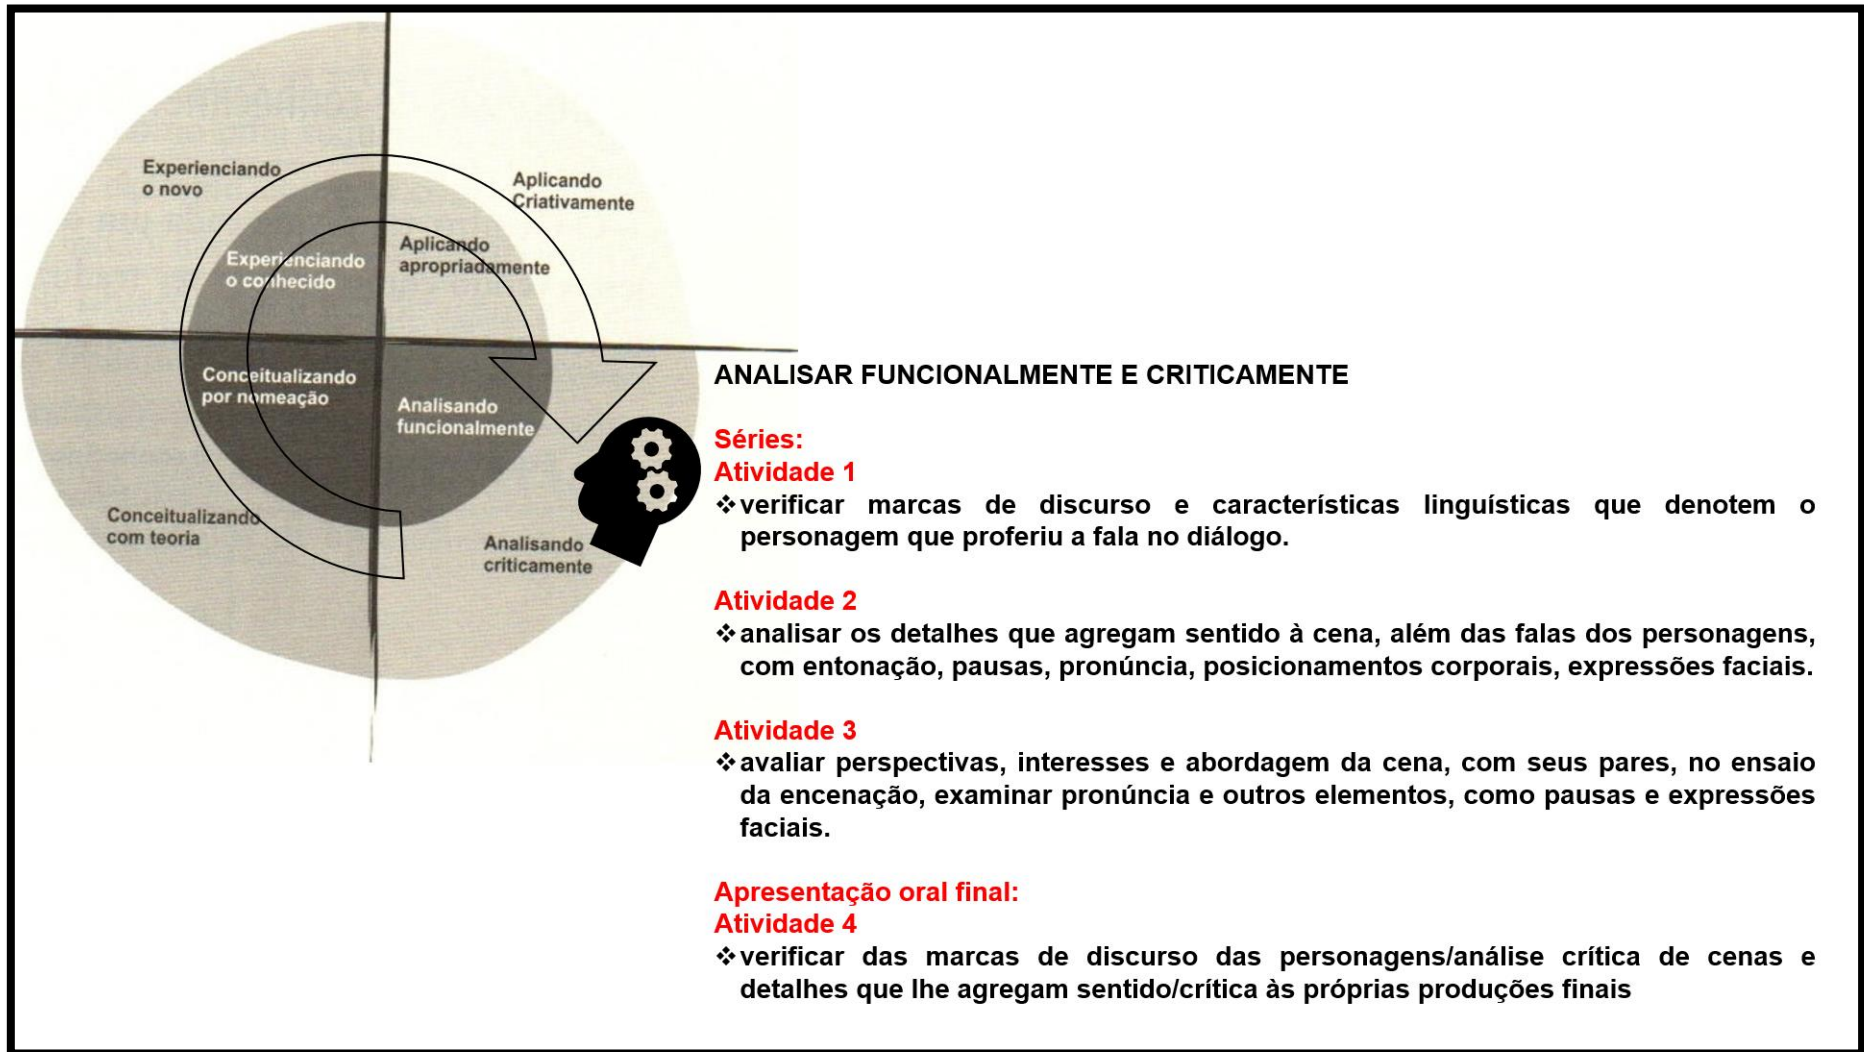 Experienciando
o novo
Aplicando
Criativamente
Experienciando
o conhecido
Aplicando
apropriadamente
Conceitualizando
por nomeação
Analisando
funcionalmente
Conceitualizando
com teoria
Analisando
criticamente
ANALISAR FUNCIONALMENTE E CRITICAMENTE
Séries:
Atividade 1
❖verificar marcas de discurso e características linguísticas que denotem o
personagem que proferiu a fala no diálogo.
Atividade 2
❖analisar os detalhes que agregam sentido à cena, além das falas dos personagens,
com entonação, pausas, pronúncia, posicionamentos corporais, expressões faciais.
Atividade 3
❖avaliar perspectivas, interesses e abordagem da cena, com seus pares, no ensaio
da encenação, examinar pronúncia e outros elementos, como pausas e expressões
faciais.
Apresentação oral final:
Atividade 4
❖verificar das marcas de discurso das personagens/análise crítica de cenas e
detalhes que lhe agregam sentido/crítica às próprias produções finais